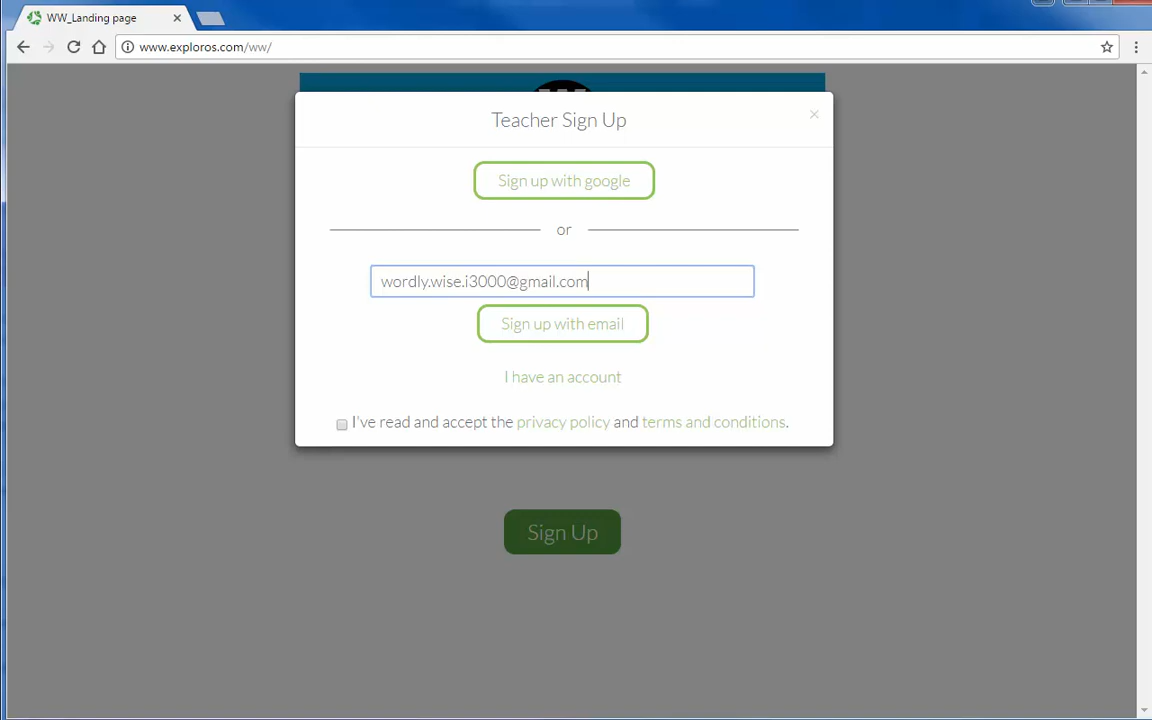 WW_Landing page
www.exploros.com/ww/
Teacher Sign Up
Sign up with google
or
wordly.wise.i3000@gmail.com
Sign up with email
I have an account
I've read and accept the privacy policy and terms and conditions.
Sign Up